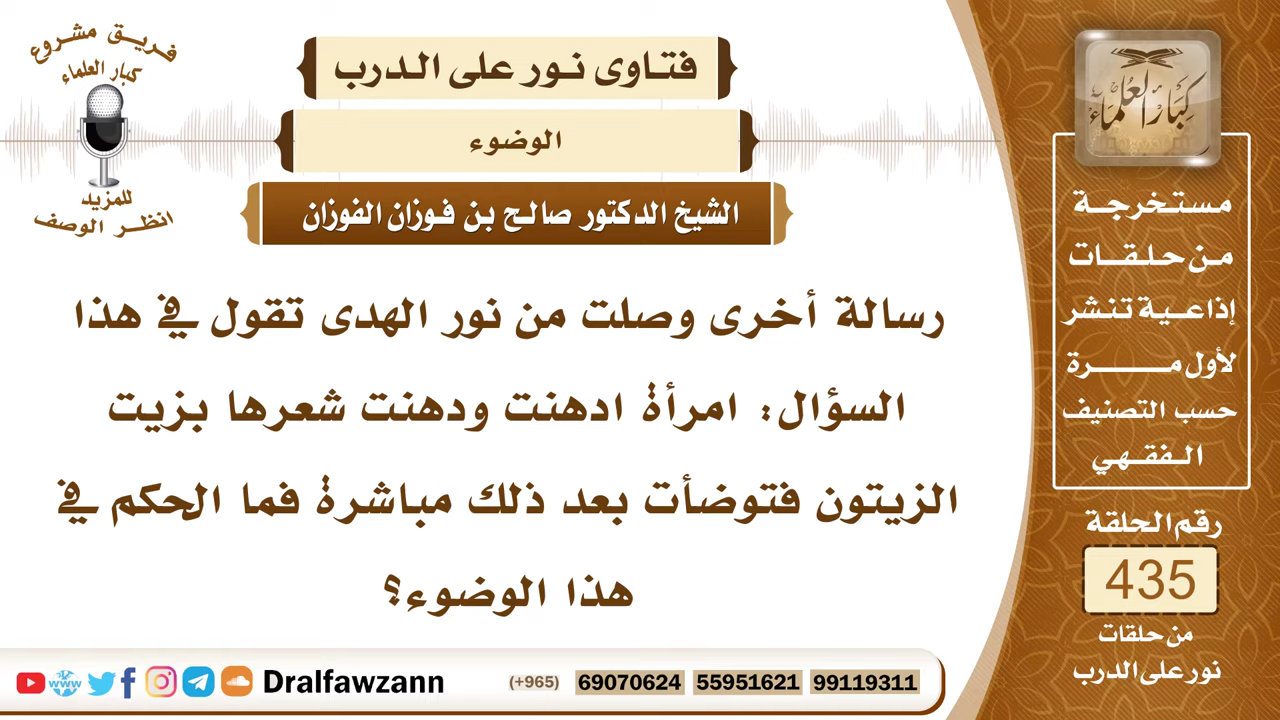 فريق مشروع
كبار العلماء
للمزيد
انظر الوصف
فتاوى نور على الدرب
الوضوء
الشيخ الدكتور صالح بن فوزان الفوزان
رسالة أخرى وصلت من نور الهدى تقول في هذا
السؤال: امرأة ادهنت ودهنت شعرها بزيت
الزيتون فتوضأت بعد ذلك مباشرة فما الحكم في
هذا الوضوء؟
كبار العلماء
مستخرجة
من حلقات
إذاعية تنشر
لأول مرة
حسب التصنيف
الفقهي
رقم الحلقة
435
من حلقات
نور على الدرب
www Dralfawzann (+965) 69070624 55951621 99119311